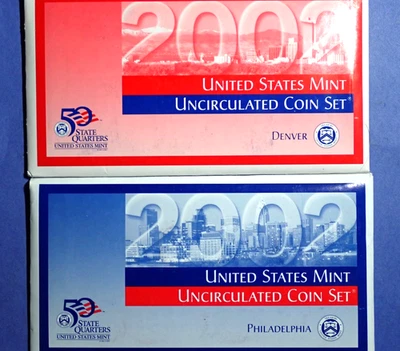 2002
UNITED STATES MINT
UNCIRCULATED COIN SET®
50
STATE
QUARTERS
UNITED STATES MINT
DENVER
2002
UNITED STATES MINT
UNCIRCULATED COIN SET®
50
STATE
QUARTERS
UNITED STATES MINT
PHILADELPHIA